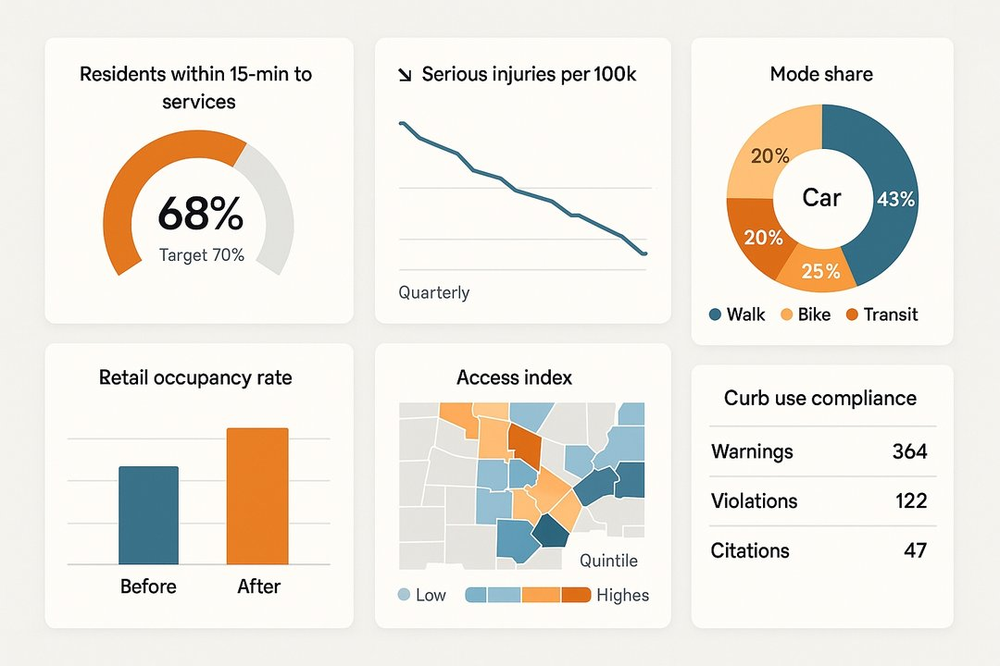 Residents within 15-min to
services
68%
Target 70%
Serious injuries per 100k
Quarterly
Mode share
20%
43%
Car
20%
25%
Walk
Bike
Transit
Retail occupancy rate
Before
After
Access index
Quintile
Low
Highes
Curb use compliance
Warnings 364
Violations 122
Citations 47